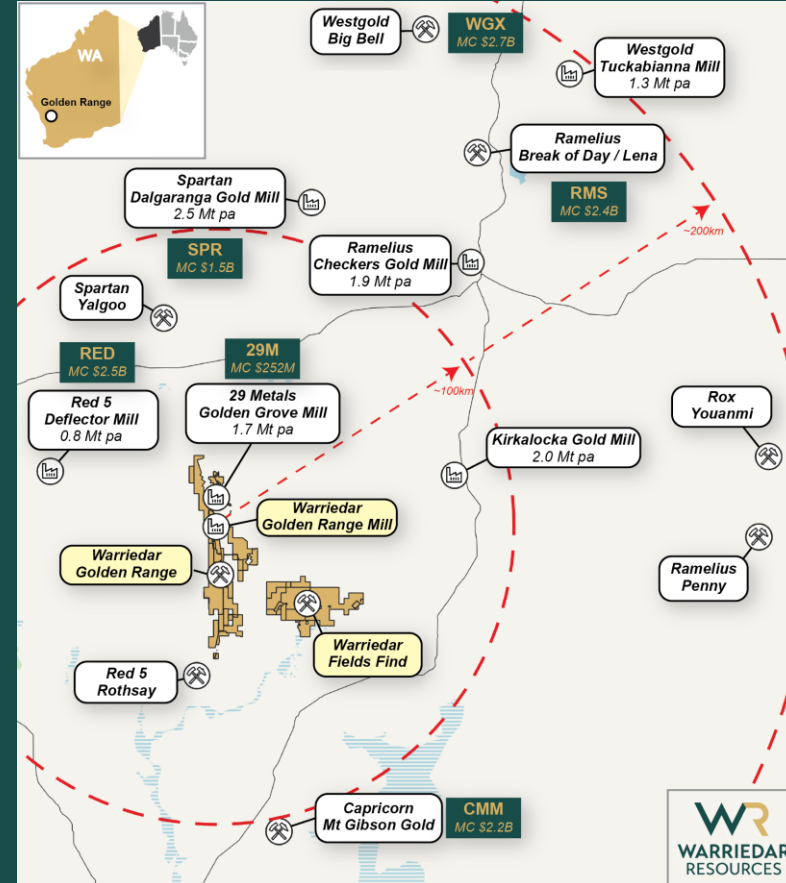 WA
Golden Range
Westgold
Big Bell
WGX
MC $2.7B
Westgold
Tuckabianna Mill
1.3 Mt pa
Ramelius
Break of Day / Lena
RMS
MC $2.4B
Spartan
Dalgaranga Gold Mill
2.5 Mt pa
SPR
MC $1.5B
Ramelius
Checkers Gold Mill
1.9 Mt pa
~200km
Spartan
Yalgoo
RED
MC $2.5B
29M
MC $252M
Red 5
Deflector Mill
0.8 Mt pa
29 Metals
Golden Grove Mill
1.7 Mt pa
~100km
Rox
Youanmi
Kirkalocka Gold Mill
2.0 Mt pa
Warriedar
Golden Range Mill
Warriedar
Golden Range
Ramelius
Penny
Warriedar
Fields Find
Red 5
Rothsay
Capricorn
Mt Gibson Gold
CMM
MC $2.2B
WR
WARRIEDAR
RESOURCES